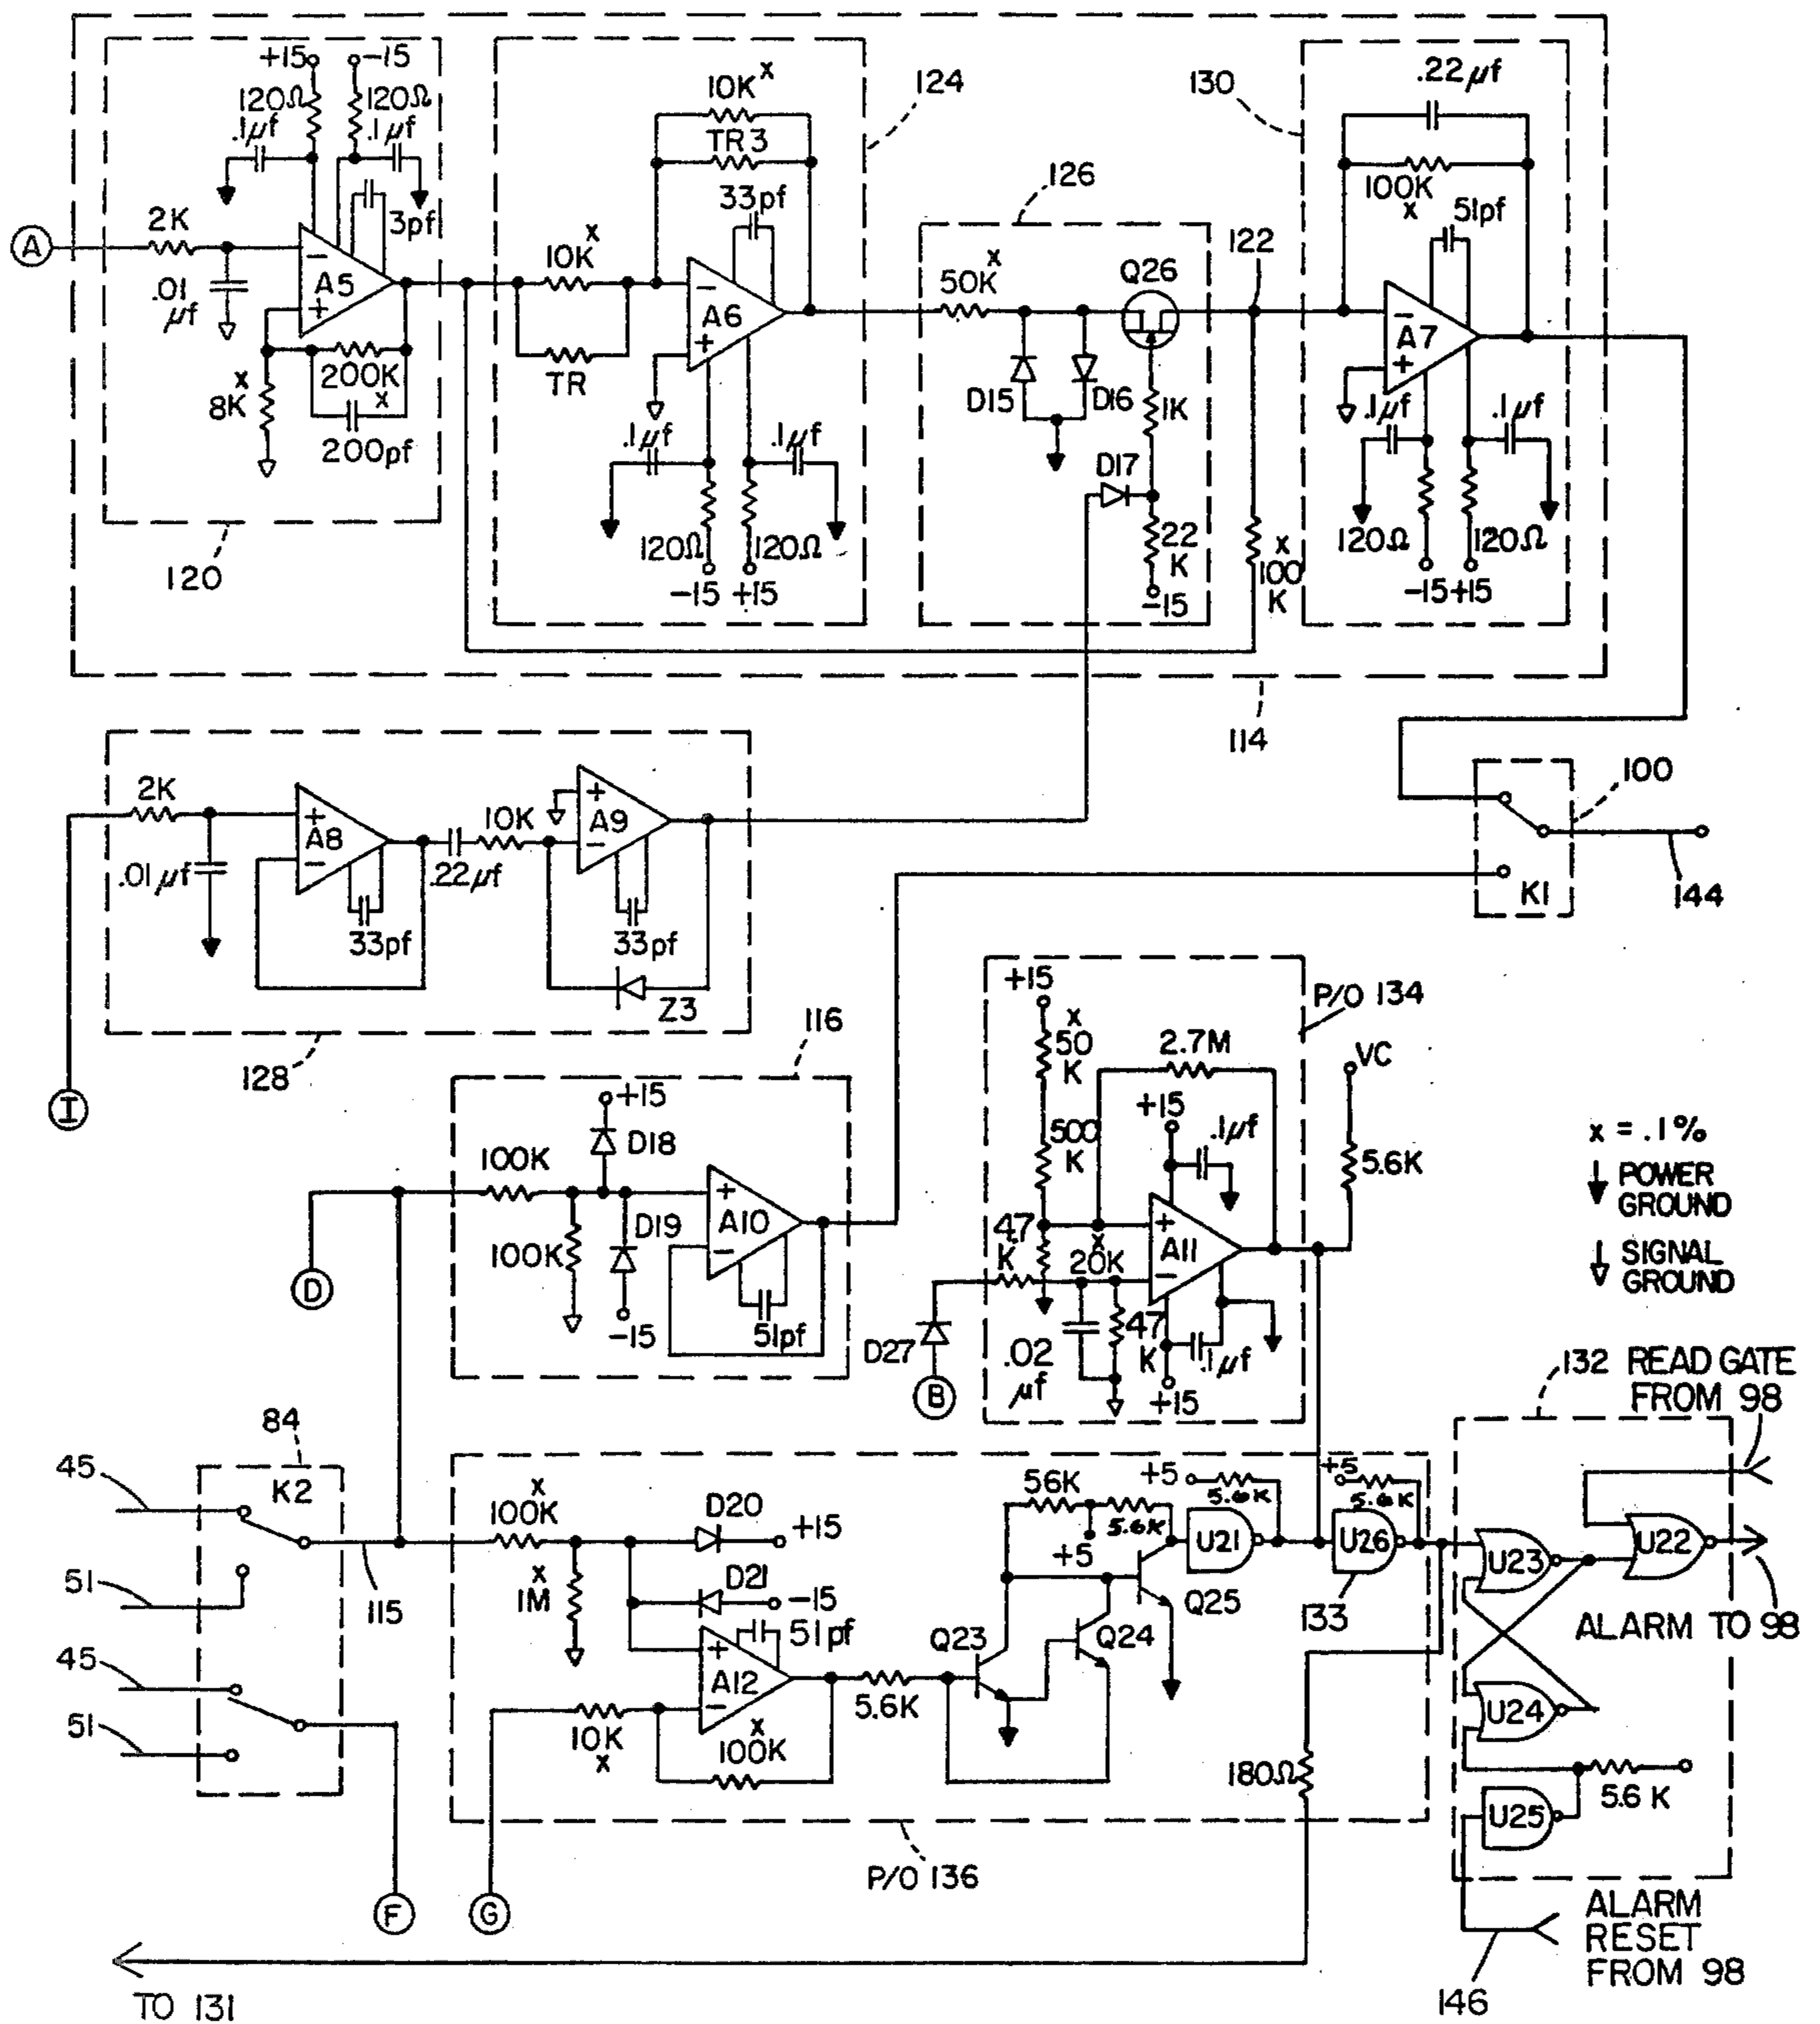 +15 -15
120Ω 120Ω
.1µf .1µf
3pf
2K
A
.01
µf
- A5
+
x
8K
200K
x
200pf
120
10K x
TR3
33pf
10K x
TR
- A6
+
.1µf .1µf
120Ω 120Ω
-15 +15
124
126
50K x
Q26
D15 D16
1K
D17
22
K
-15
122
x
100
K
130
.22µf
100K
x
51pf
- A7
+
.1µf .1µf
120Ω 120Ω
-15 +15
114
2K
.01µf
+
A8
-
33pf
.22µf
10K
+
A9
-
33pf
Z3
128
I
100
K1
144
116
+15
D18
100K
100K
D19
-15
+
A10
-
51pf
D
P/O 134
+15
x
50
K
500
K
2.7M
+15
.1µf
47
K
x
20K
+
A11
-
47
K
.02
µf
.1µf
+15
D27
B
VC
5.6K
x = .1%
POWER
GROUND
SIGNAL
GROUND
132 READ GATE
FROM 98
84
45
K2
51
115
45
51
F
x
100K
x
1M
D20
+15
D21
-15
51pf
+
A12
-
10K
x
x
100K
G
5.6K
Q23
Q24
Q25
56K
5.6K
+5
+5
5.6K
U21
+5
5.6K
U26
133
180Ω
P/O 136
U23
U22
ALARM TO 98
U24
5.6 K
U25
ALARM
RESET
FROM 98
146
TO 131